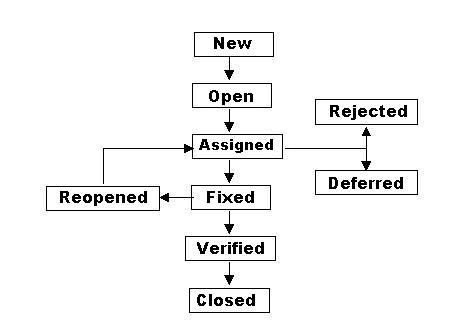 New
Open
Rejected
Assigned
Deferred
Reopened
Fixed
Verified
Closed